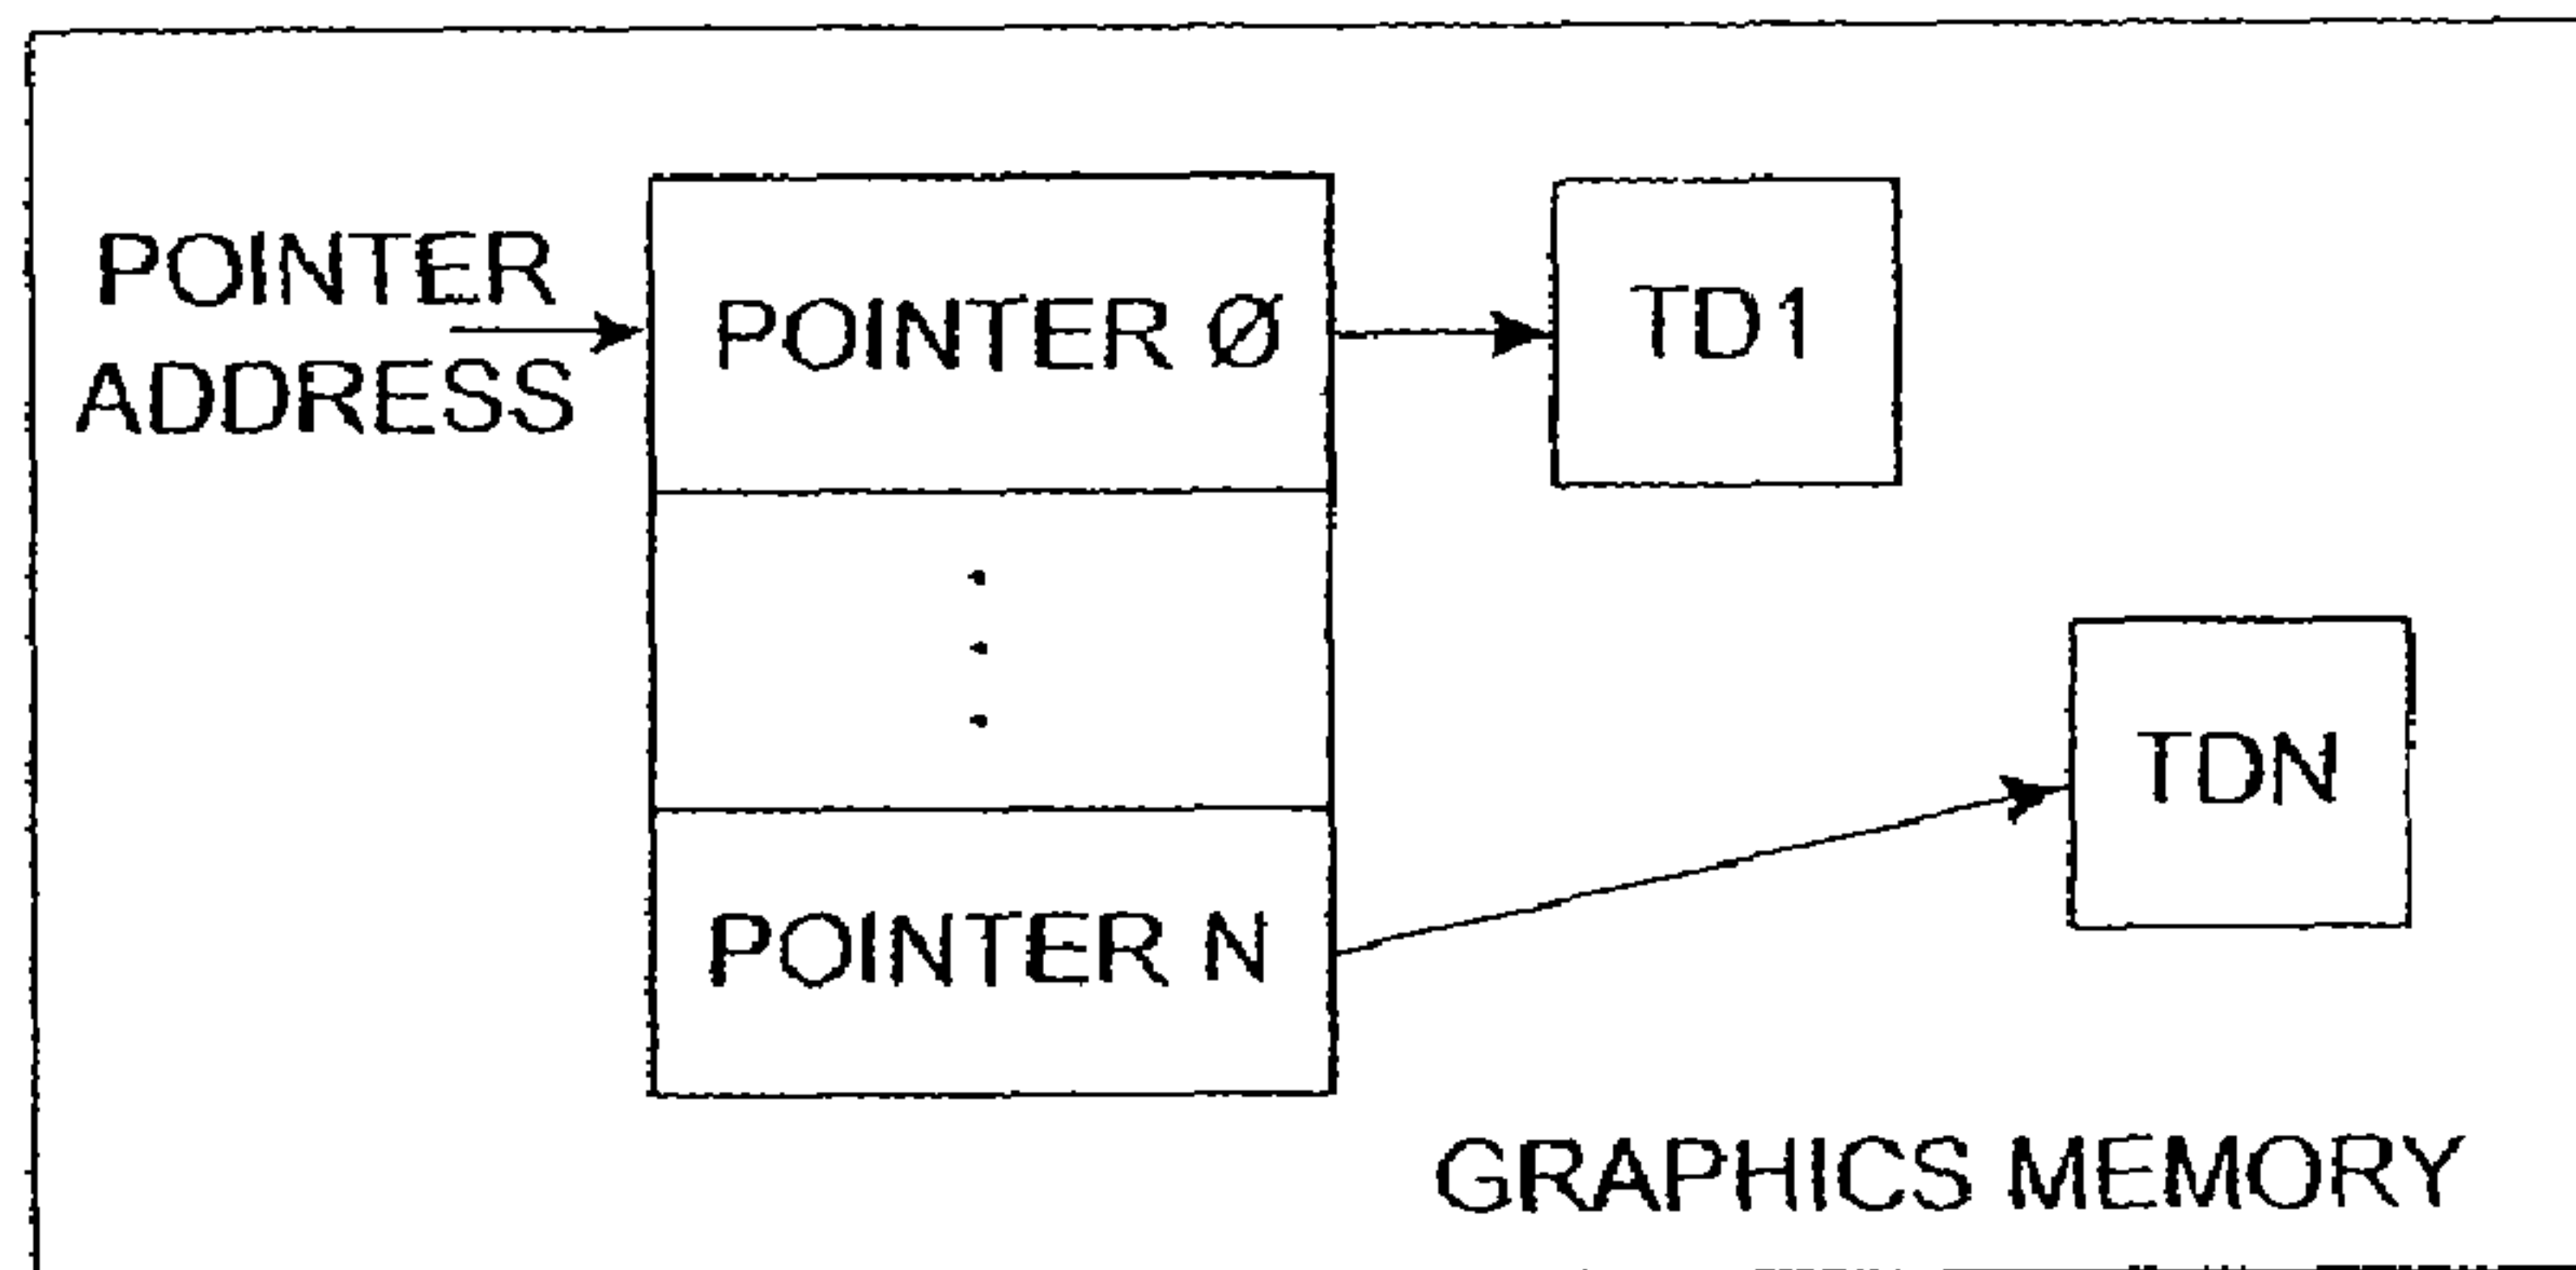 POINTER
ADDRESS
POINTER Ø
TD1
TDN
POINTER N
GRAPHICS MEMORY